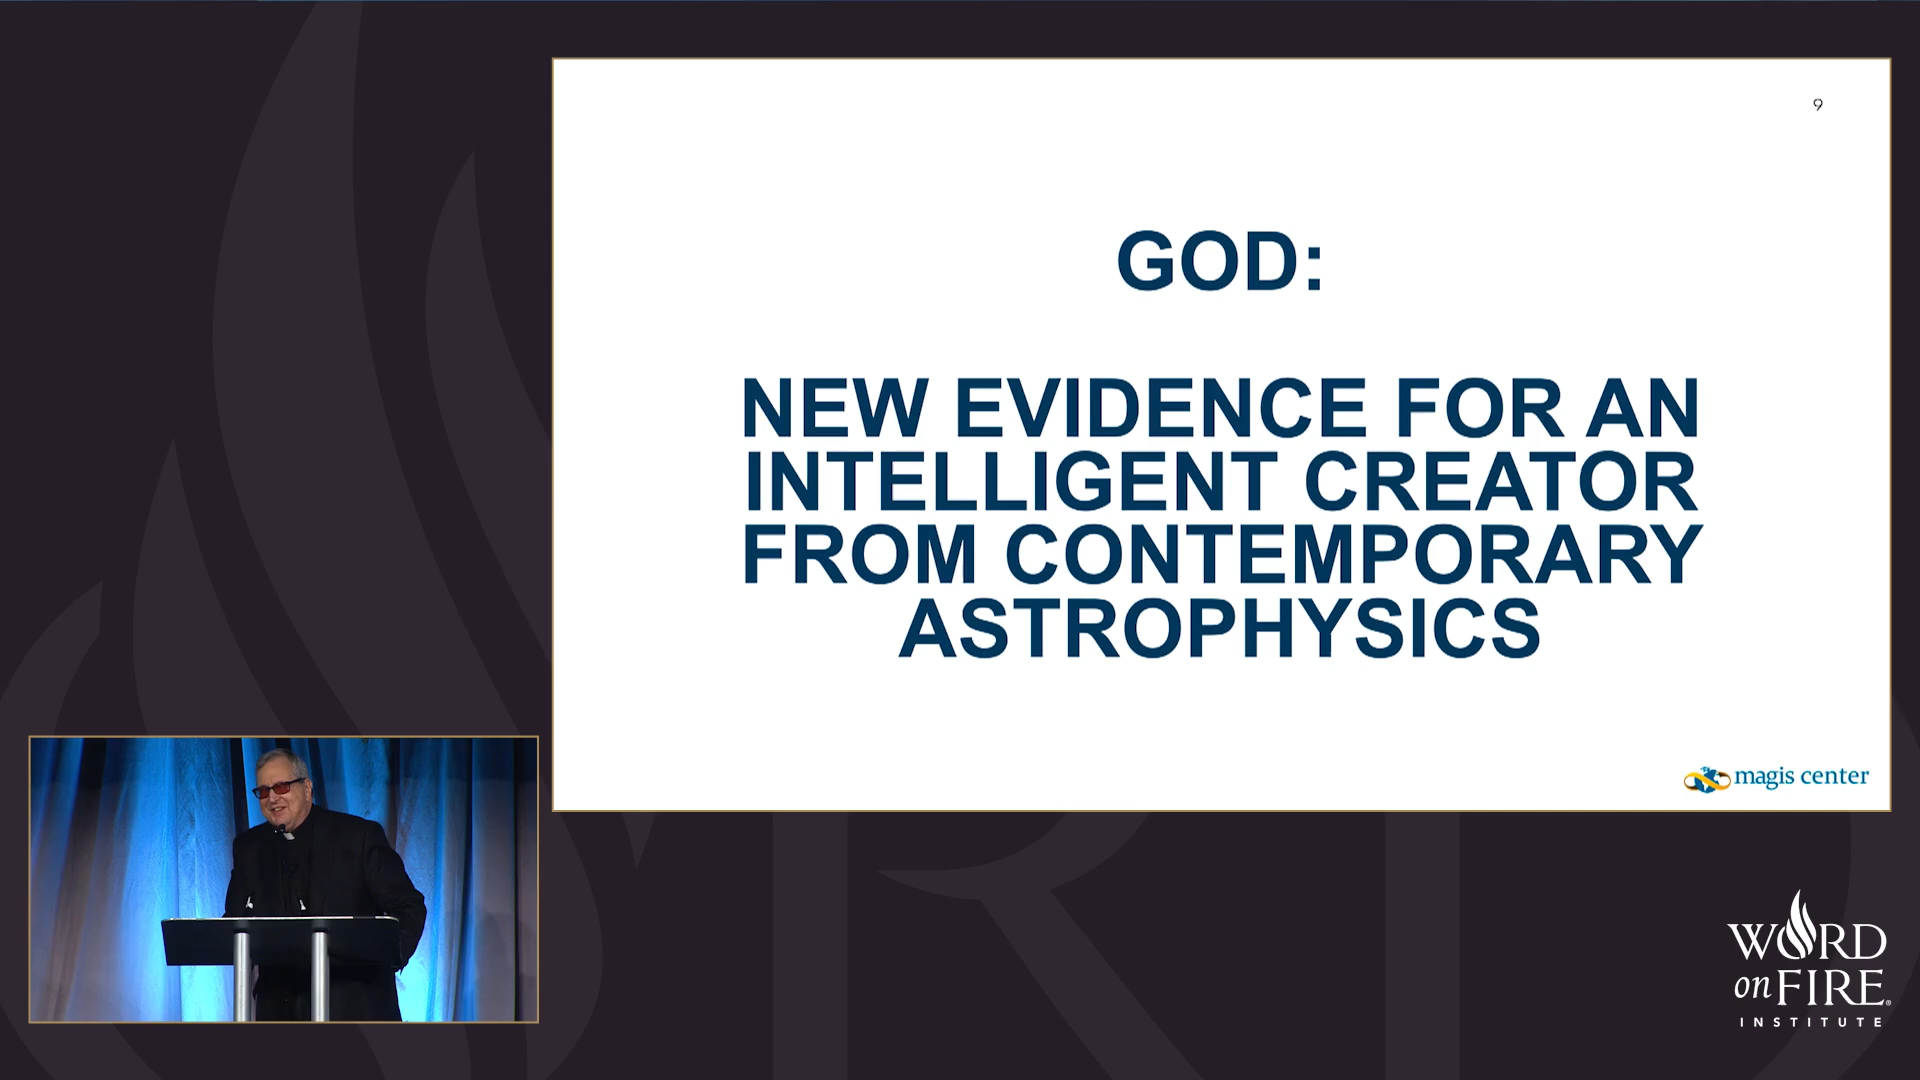 9
GOD:
NEW EVIDENCE FOR AN
INTELLIGENT CREATOR
FROM CONTEMPORARY
ASTROPHYSICS
magis center
WORD
on FIRE®
INSTITUTE